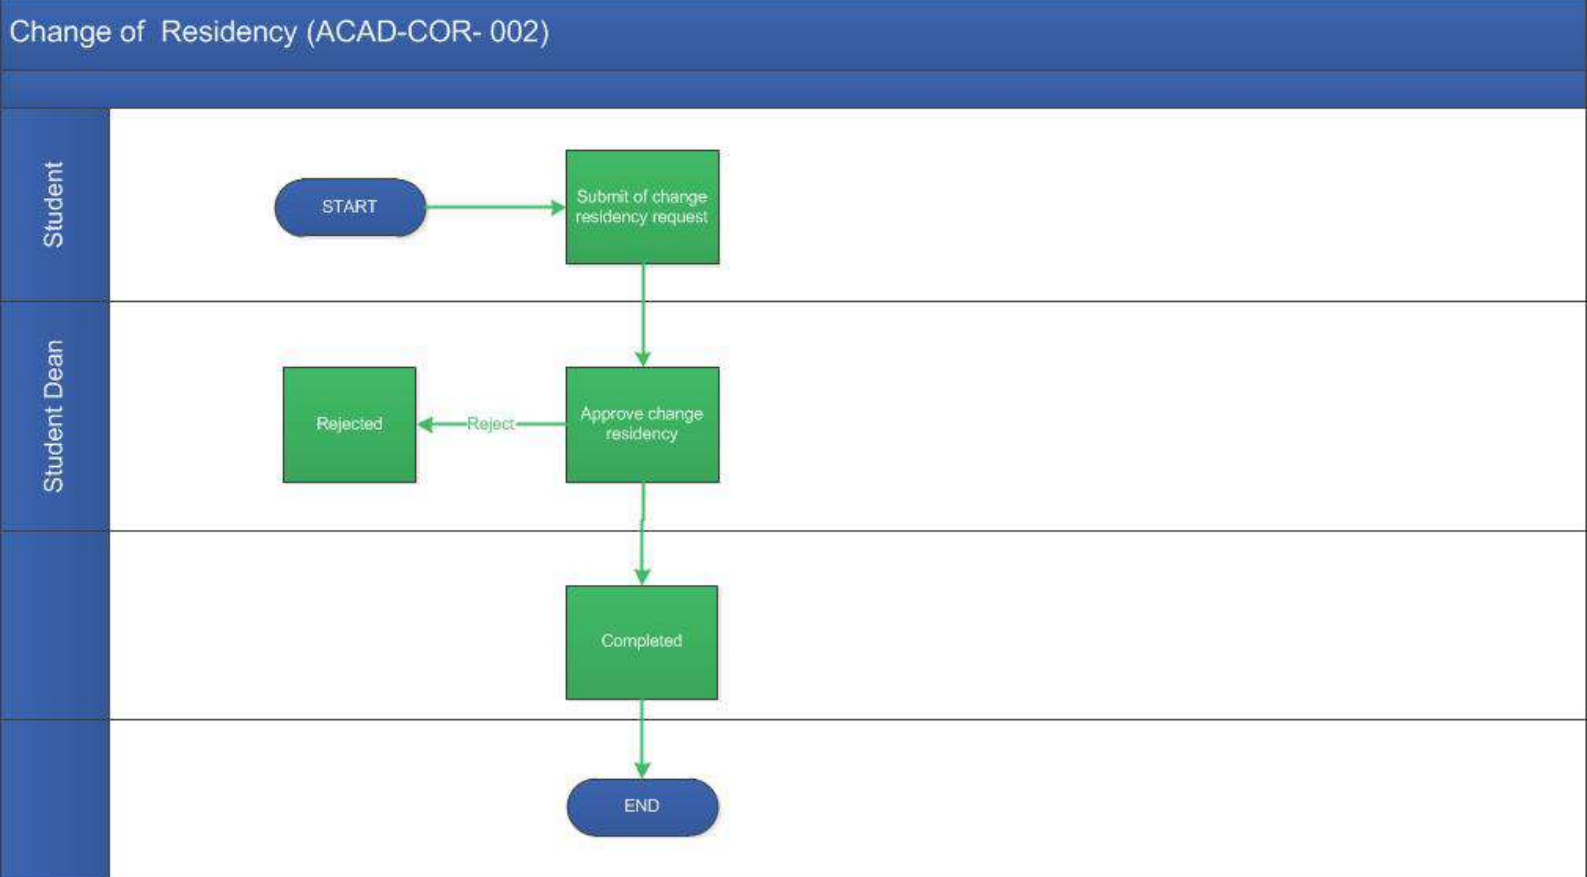 Change of  Residency (ACAD-COR- 002)
Student
START
Submit of change
residency request
Student Dean
Rejected
Reject
Approve change
residency
Completed
END